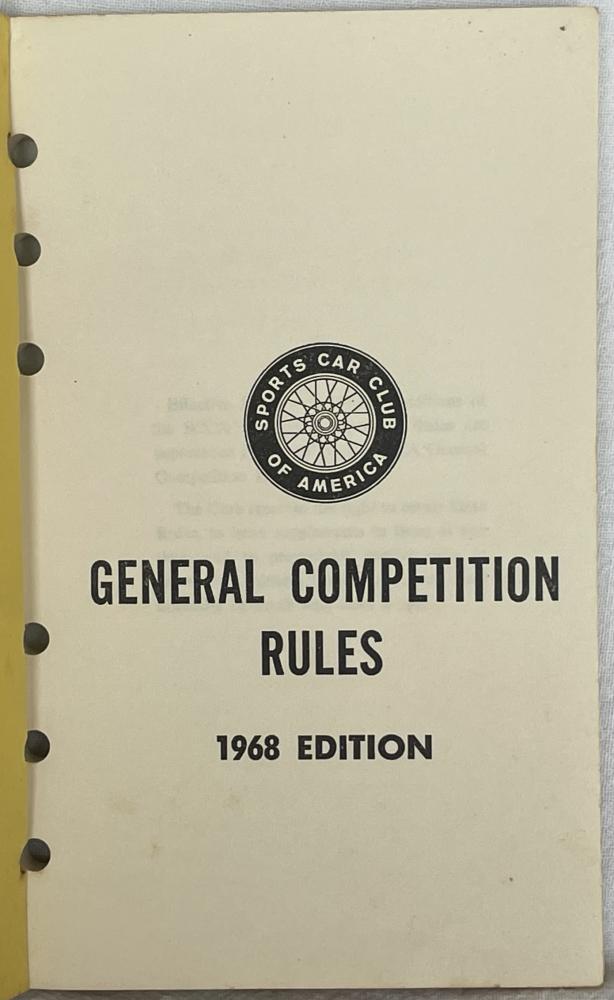 SPORTS CAR CLUB
OF AMERICA
GENERAL COMPETITION
RULES
1968 EDITION